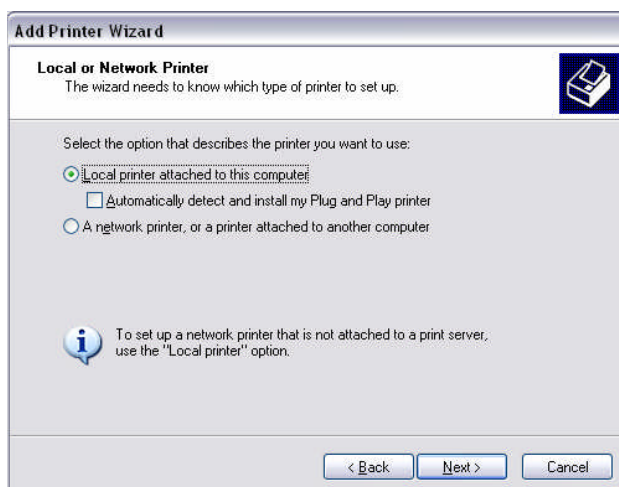 Add Printer Wizard
Local or Network Printer
The wizard needs to know which type of printer to set up.
Select the option that describes the printer you want to use:
Local printer attached to this computer
Automatically detect and install my Plug and Play printer
A network printer, or a printer attached to another computer
To set up a network printer that is not attached to a print server,
use the "Local printer" option.
< Back Next > Cancel